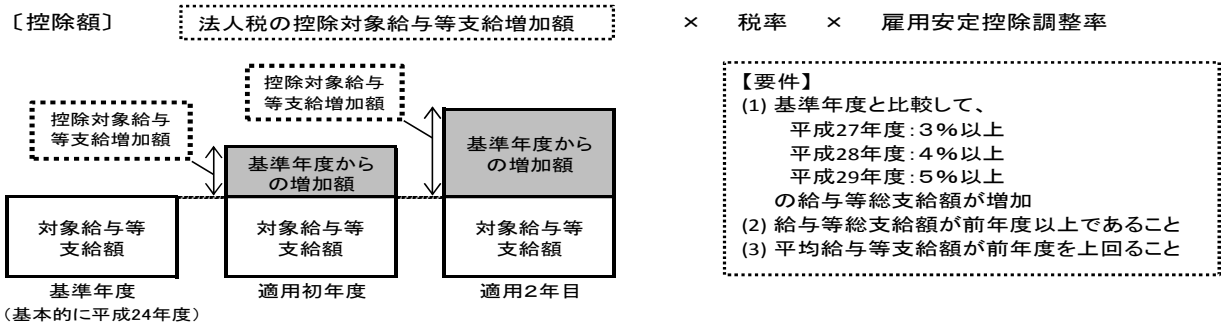 〔控除額〕 法人税の控除対象給与等支給増加額 × 税率 × 雇用安定控除調整率
控除対象給与
等支給増加額
控除対象給与
等支給増加額
基準年度から
の増加額
基準年度から
の増加額
対象給与等
支給額
対象給与等
支給額
対象給与等
支給額
基準年度
適用初年度
適用2年目
(基本的に平成24年度)
【要件】
(1) 基準年度と比較して、
平成27年度:3%以上
平成28年度:4%以上
平成29年度:5%以上
の給与等総支給額が増加
(2) 給与等総支給額が前年度以上であること
(3) 平均給与等支給額が前年度を上回ること